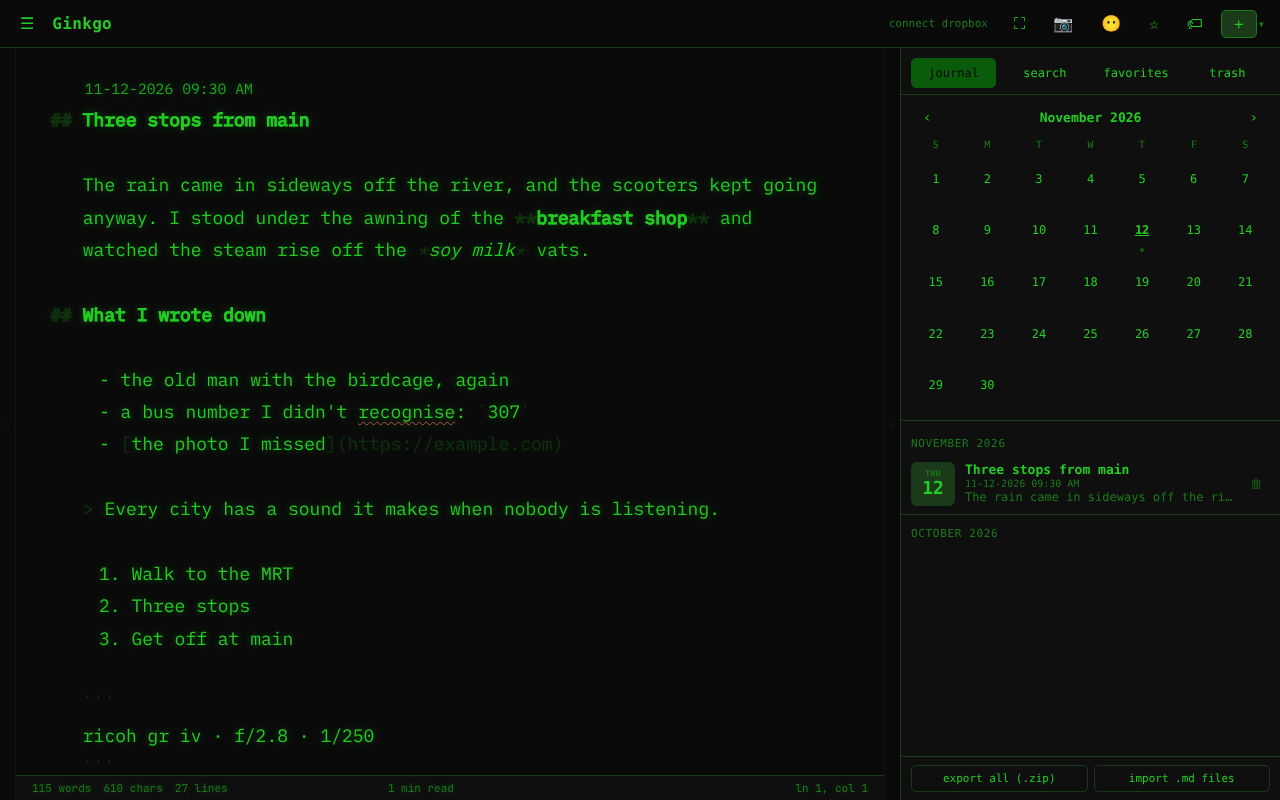 ☰ Ginkgo
connect dropbox
+
11-12-2026 09:30 AM
## Three stops from main
The rain came in sideways off the river, and the scooters kept going
anyway. I stood under the awning of the **breakfast shop** and
watched the steam rise off the *soy milk* vats.
## What I wrote down
- the old man with the birdcage, again
- a bus number I didn't recognise: `307`
- [the photo I missed](https://example.com)
> Every city has a sound it makes when nobody is listening.
1. Walk to the MRT
2. Three stops
3. Get off at main
```
ricoh gr iv · f/2.8 · 1/250
```
115 words 610 chars 27 lines
1 min read
ln 1, col 1
journal search favorites trash
‹ November 2026 ›
S M T W T F S
1 2 3 4 5 6 7
8 9 10 11 12 13 14
15 16 17 18 19 20 21
22 23 24 25 26 27 28
29 30
NOVEMBER 2026
THU
12
Three stops from main
11-12-2026 09:30 AM
The rain came in sideways off the ri…
OCTOBER 2026
export all (.zip) import .md files